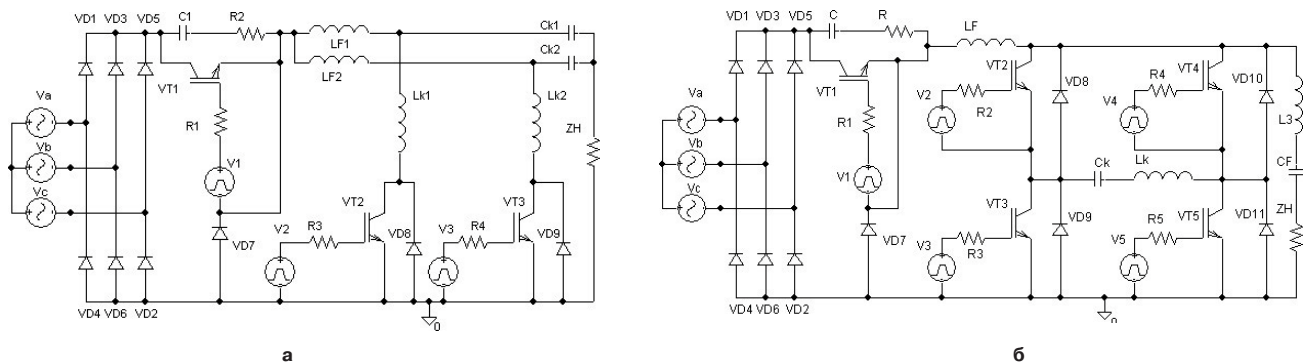 VD1 VD3 VD5 C1 R2
LF1
LF2
Ck1
Ck2
VT1
Lk1
Lk2
Va
R1
ZH
Vb
V1
Vc
VT2
VT3
R3
R4
V2
VD7
VD8
V3
VD9
VD4 VD6 VD2
0
а
VD1 VD3 VD5 C R
LF
VT2
VT4
VD10
R4
VD8
V2
R2
V4
VT1
L3
R1
Va
Vb
Ck
Lk
CF
V1
Vc
VT3
VD9
R5
VT5
VD11
ZH
VD7
V3
R3
V5
VD4 VD6 VD2
0
б